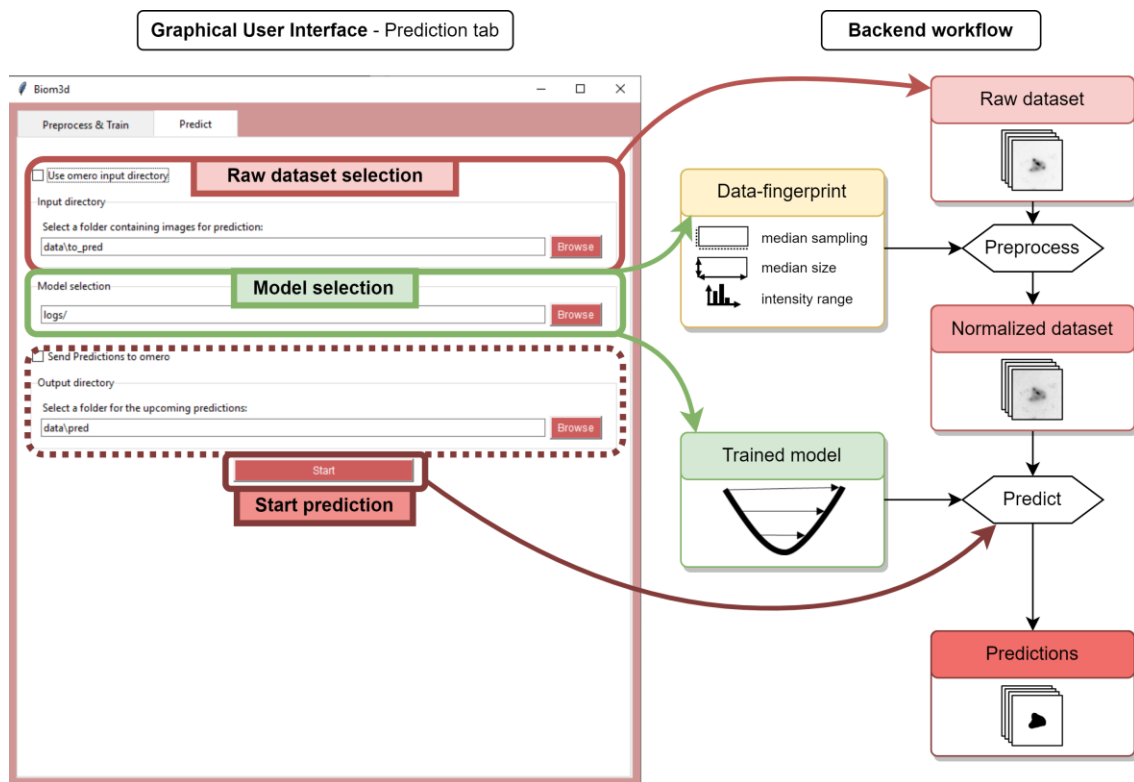 Graphical User Interface - Prediction tab
Backend workflow
Biom3d
Preprocess & Train
Predict
Use omero input directory
Raw dataset selection
Input directory
Select a folder containing images for prediction:
data\to_pred
Browse
Model selection
Model selection
logs/
Browse
Send Predictions to omero
Output directory
Select a folder for the upcoming predictions:
data\pred
Browse
Start
Start prediction
Data-fingerprint
median sampling
median size
intensity range
Trained model
Raw dataset
Preprocess
Normalized dataset
Predict
Predictions